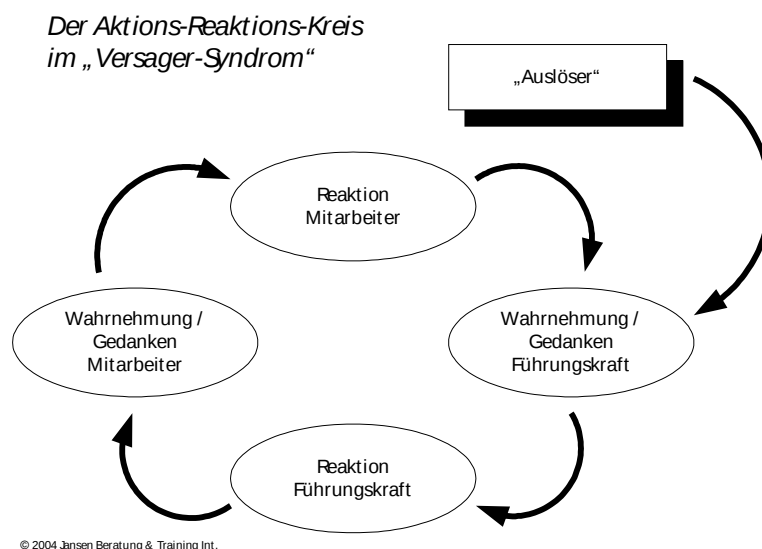 Der Aktions-Reaktions-Kreis
im „Versager-Syndrom“
„Auslöser“
Reaktion
Mitarbeiter
Wahrnehmung /
Gedanken
Mitarbeiter
Wahrnehmung /
Gedanken
Führungskraft
Reaktion
Führungskraft
© 2004 Jansen Beratung & Training Int.